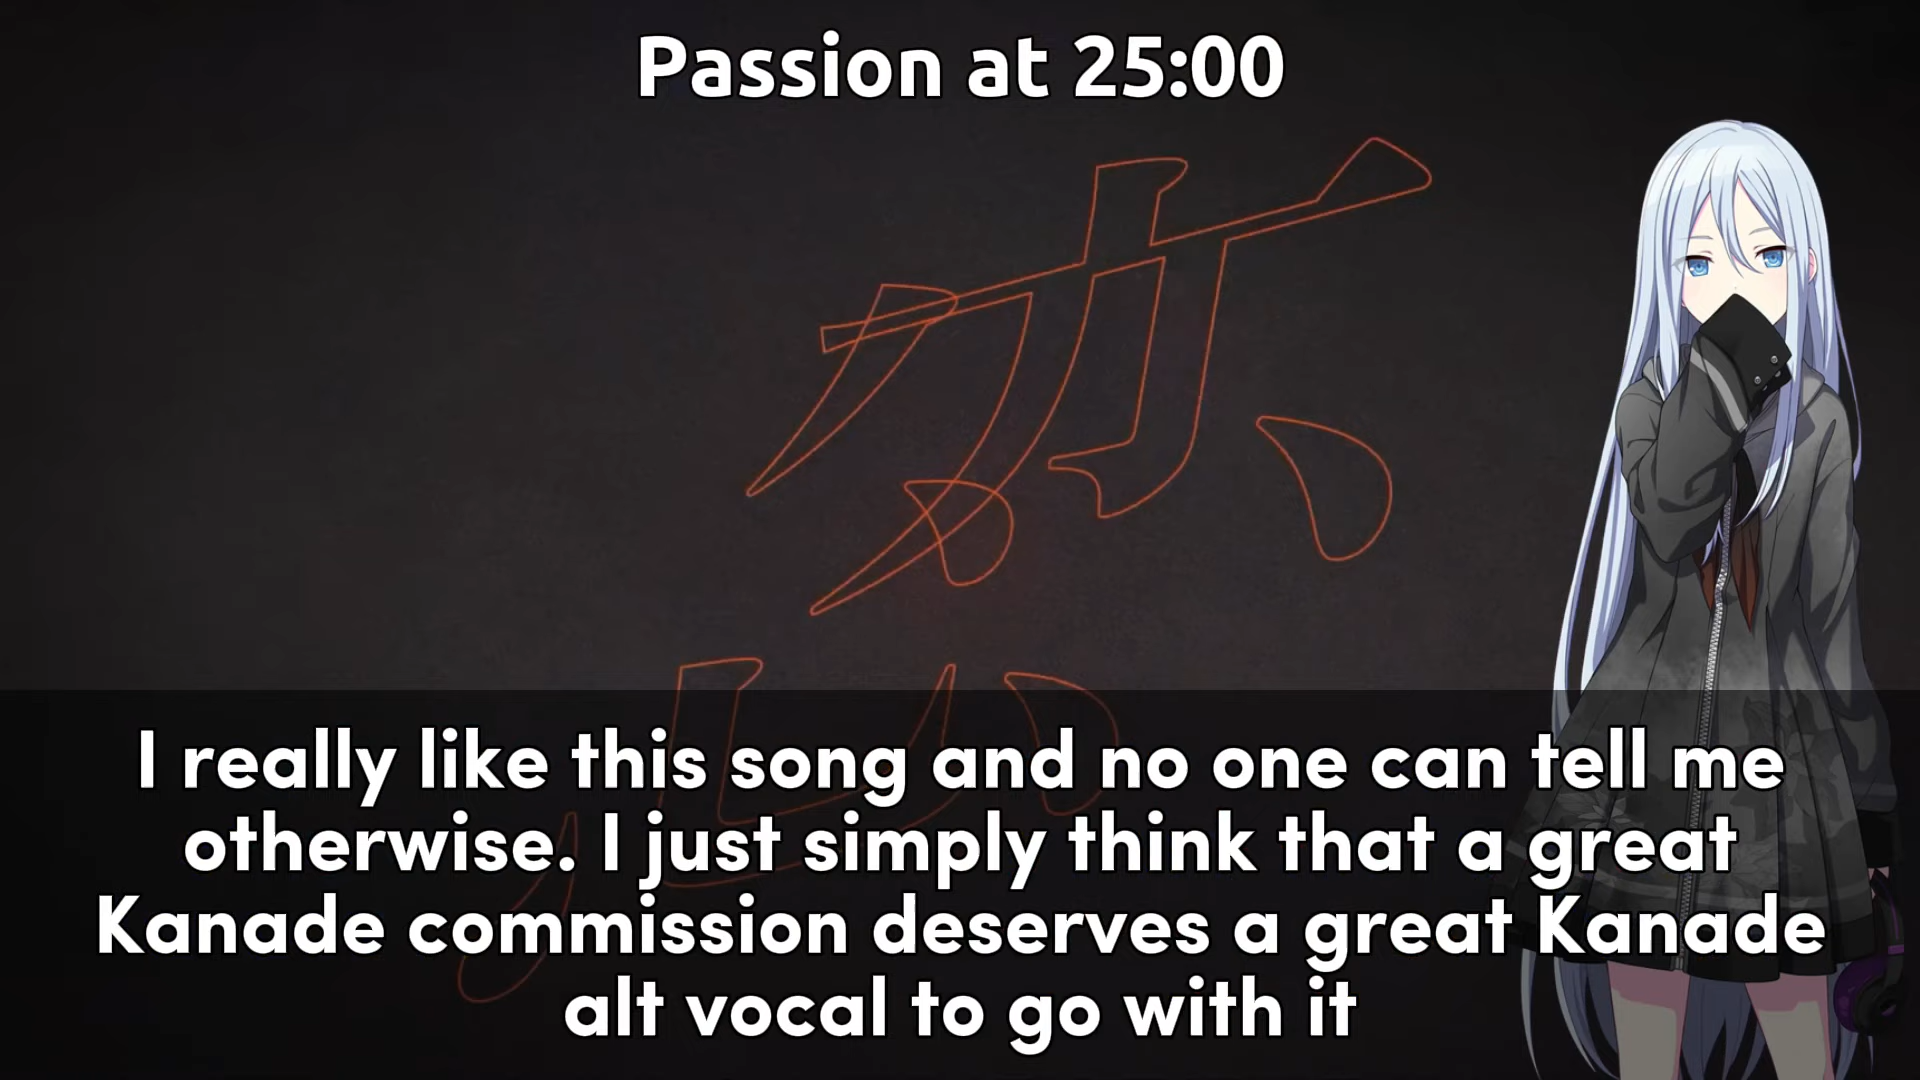 Passion at 25:00
恋
I really like this song and no one can tell me
otherwise. I just simply think that a great
Kanade commission deserves a great Kanade
alt vocal to go with it